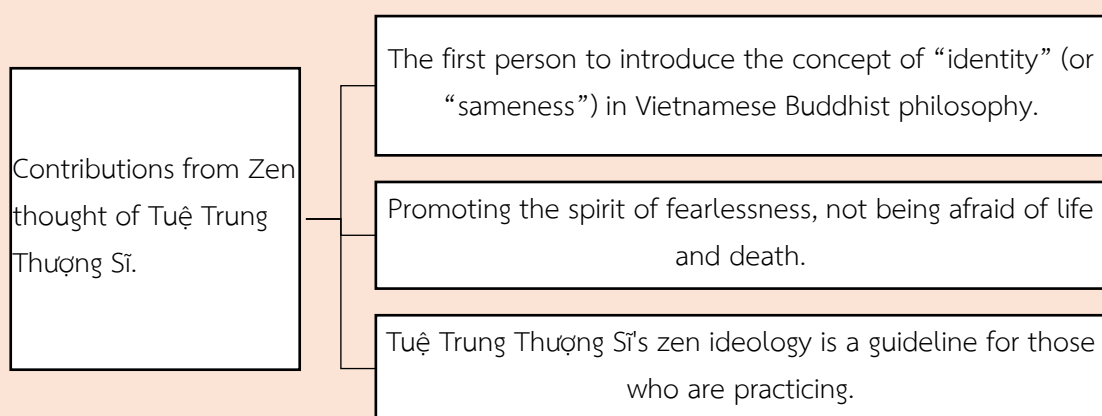 Contributions from Zen
thought of Tuệ Trung
Thượng Sĩ.
The first person to introduce the concept of “identity” (or
“sameness”) in Vietnamese Buddhist philosophy.
Promoting the spirit of fearlessness, not being afraid of life
and death.
Tuệ Trung Thượng Sĩ's zen ideology is a guideline for those
who are practicing.